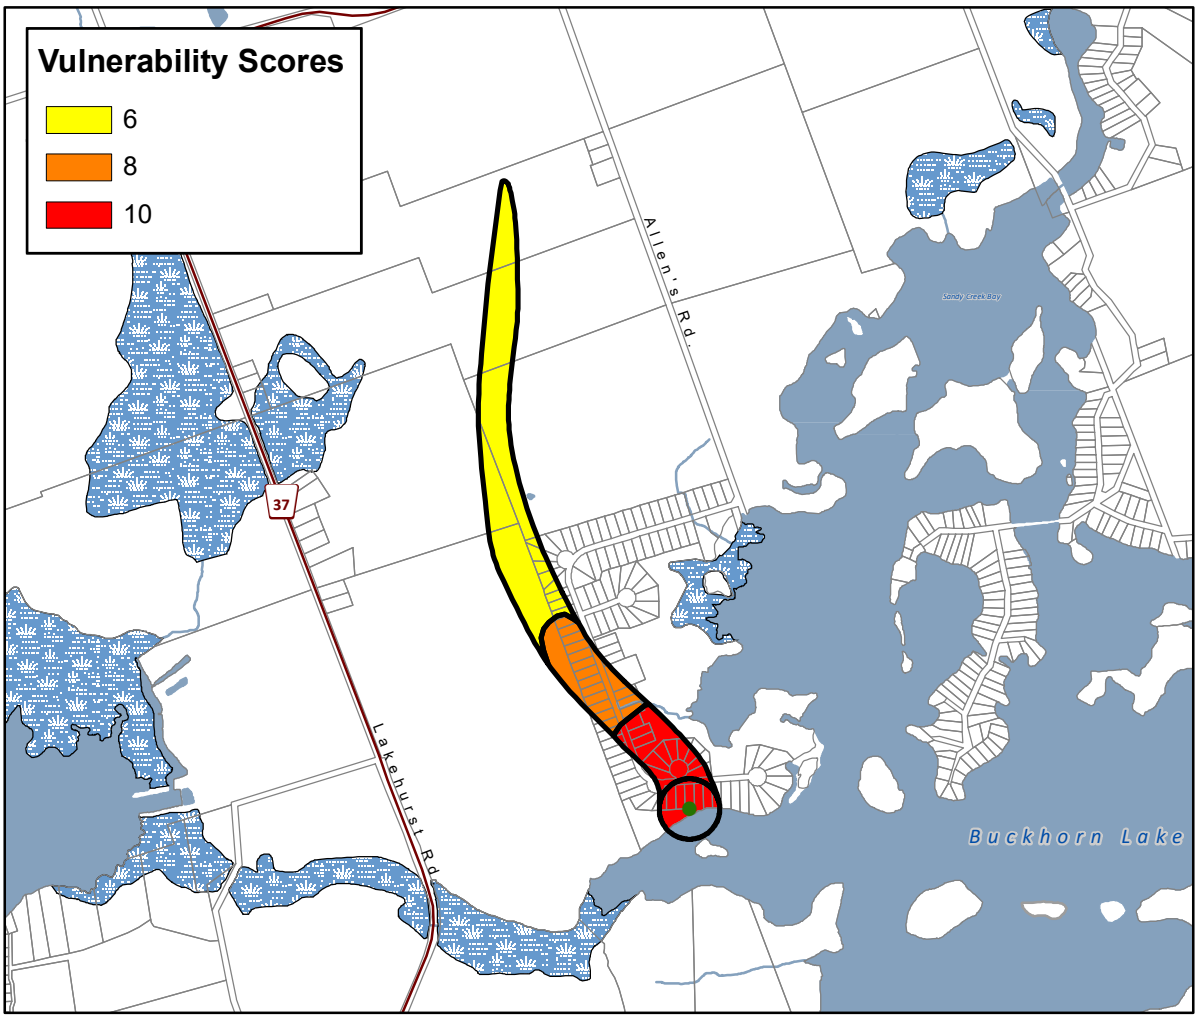 Vulnerability Scores
6
8
10
Allen's Rd.
Sandy Creek Bay
37
Lakehurst Rd.
Buckhorn Lake